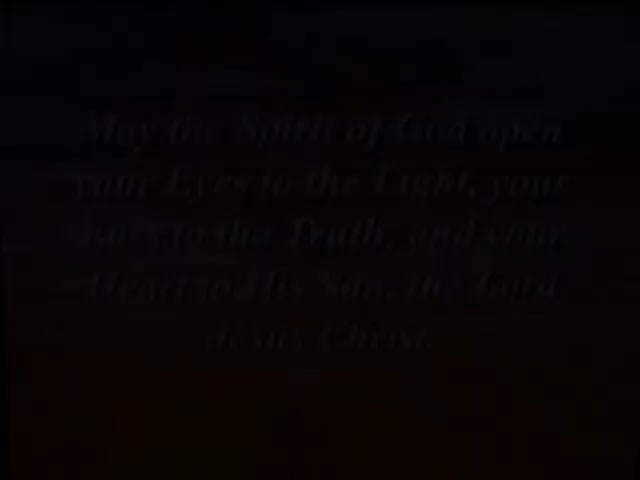 May the Spirit of God open
your Eyes to the Light, your
Ears to the Truth, and your
Heart to His Son, the Lord
Jesus Christ.